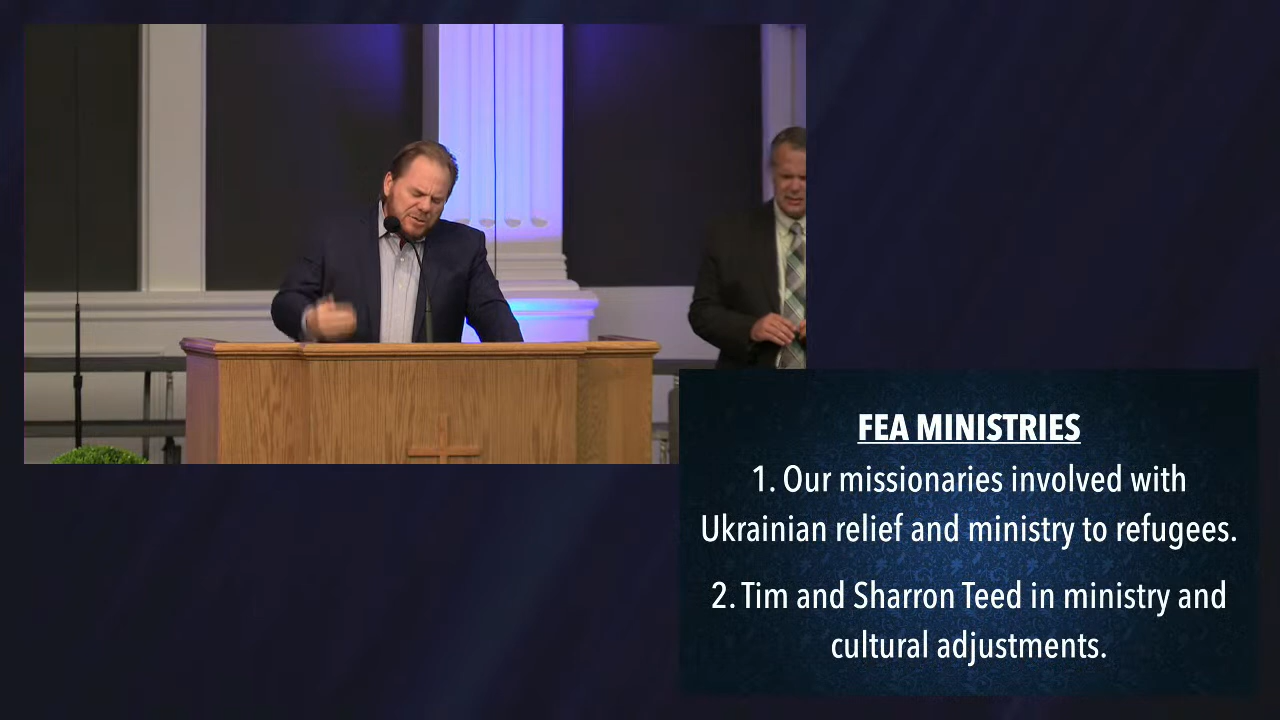 FEA MINISTRIES
1. Our missionaries involved with
Ukrainian relief and ministry to refugees.
2. Tim and Sharron Teed in ministry and
cultural adjustments.